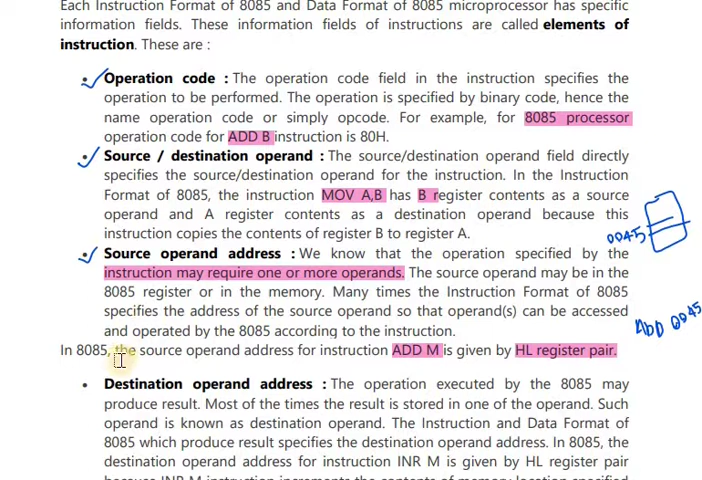 Each Instruction Format of 8085 and Data Format of 8085 microprocessor has specific
information fields. These information fields of instructions are called elements of
instruction. These are :
• Operation code : The operation code field in the instruction specifies the
operation to be performed. The operation is specified by binary code, hence the
name operation code or simply opcode. For example, for 8085 processor
operation code for ADD B instruction is 80H.
• Source / destination operand : The source/destination operand field directly
specifies the source/destination operand for the instruction. In the Instruction
Format of 8085, the instruction MOV A,B has B register contents as a source
operand and A register contents as a destination operand because this
instruction copies the contents of register B to register A.
0045
• Source operand address : We know that the operation specified by the
instruction may require one or more operands. The source operand may be in the
8085 register or in the memory. Many times the Instruction Format of 8085
specifies the address of the source operand so that operand(s) can be accessed
and operated by the 8085 according to the instruction.
ADD 0045
In 8085, the source operand address for instruction ADD M is given by HL register pair.
• Destination operand address : The operation executed by the 8085 may
produce result. Most of the times the result is stored in one of the operand. Such
operand is known as destination operand. The Instruction and Data Format of
8085 which produce result specifies the destination operand address. In 8085, the
destination operand address for instruction INR M is given by HL register pair
because INR M instruction increments the contents of memory location specified